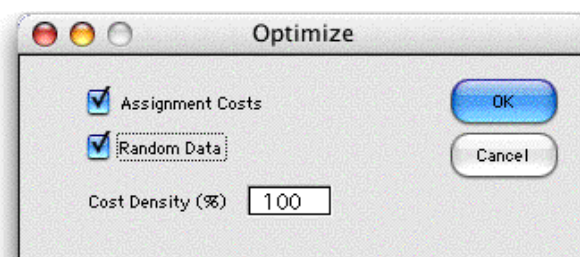 Optimize
Assignment Costs
OK
Random Data
Cancel
Cost Density (%) 100